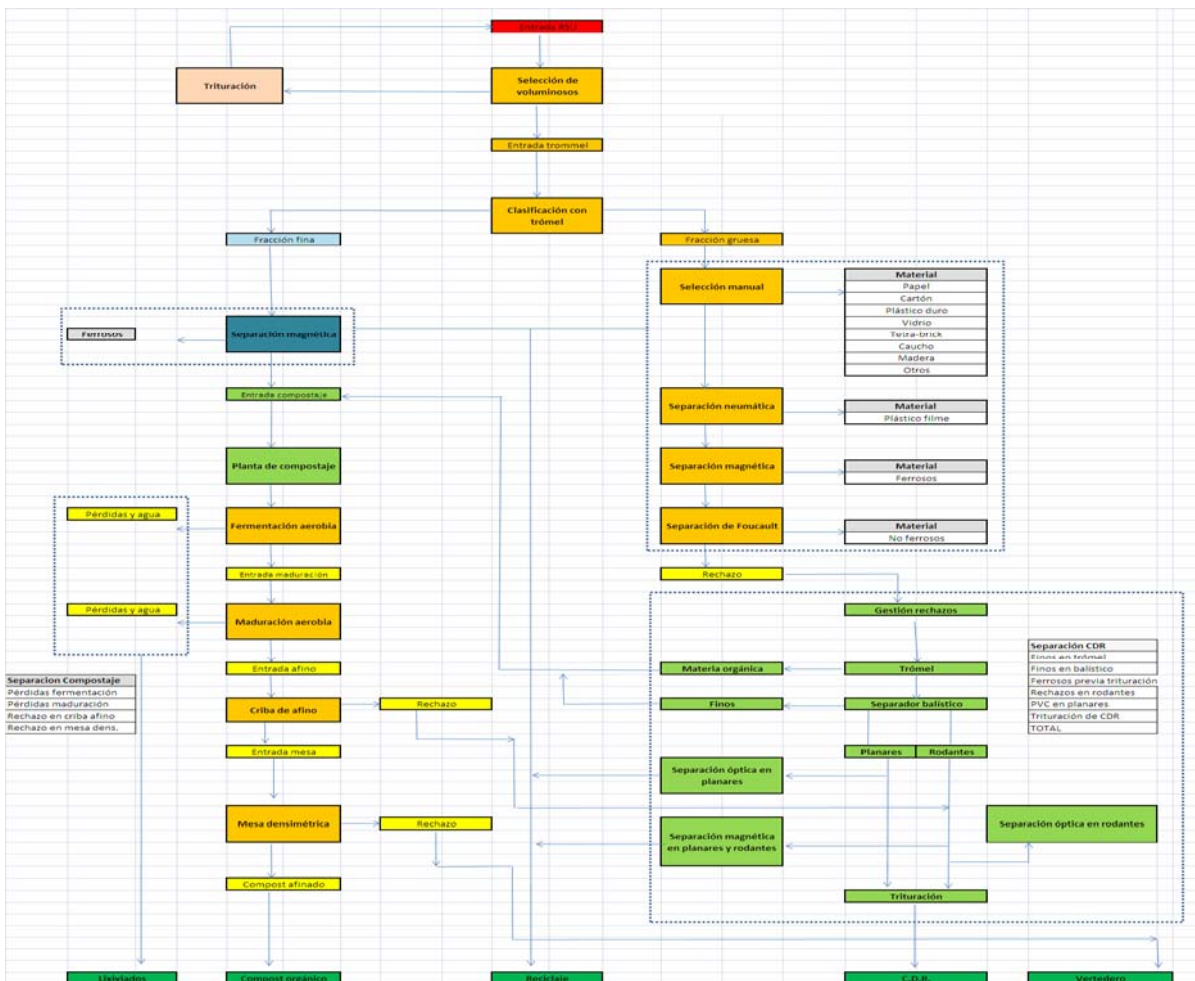 Entrada RSU
Trituración
Selección de
voluminosos
Entrada trommel
Clasificación con
trómel
Fracción fina
Fracción gruesa
Selección manual
Material
Papel
Cartón
Plástico duro
Vidrio
Tetra-brick
Caucho
Madera
Otros
Ferrosos
Separación magnética
Entrada compostaje
Separación neumática
Material
Plástico filme
Planta de compostaje
Separación magnética
Material
Ferrosos
Pérdidas y agua
Fermentación aerobia
Separación de Foucault
Material
No ferrosos
Entrada maduración
Rechazo
Pérdidas y agua
Maduración aerobia
Gestión rechazos
Entrada afino
Materia orgánica
Trómel
Separación CDR
Finos en trómel
Finos en balístico
Ferrosos previa trituración
Rechazos en rodantes
PVC en planares
Trituración de CDR
TOTAL
Separacion Compostaje
Pérdidas fermentación
Pérdidas maduración
Rechazo en criba afino
Rechazo en mesa dens.
Criba de afino
Rechazo
Finos
Separador balístico
Entrada mesa
Planares
Rodantes
Separación óptica en
planares
Mesa densimétrica
Rechazo
Separación magnética
en planares y rodantes
Separación óptica en rodantes
Compost afinado
Trituración
Lixiviados
Compost orgánico
Reciclaje
C.D.R.
Vertedero